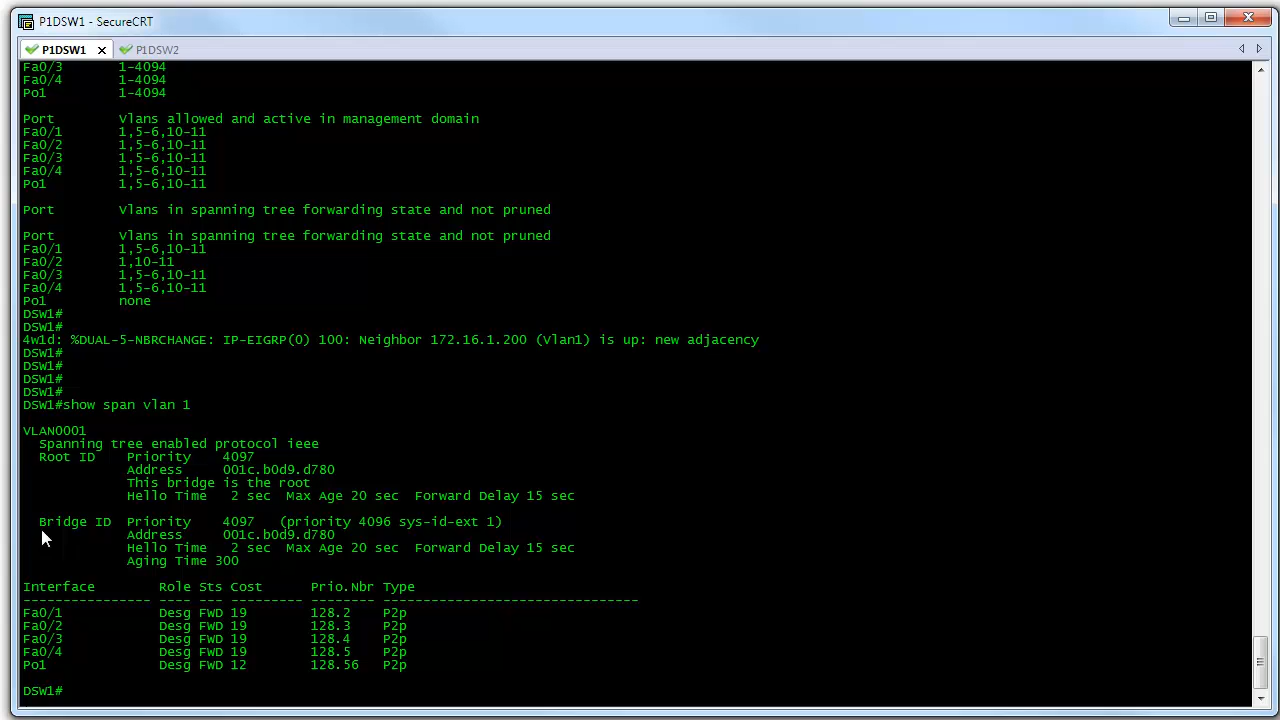 P1DSW1 - SecureCRT
P1DSW1 P1DSW2
Fa0/3 1-4094
Fa0/4 1-4094
Po1 1-4094
Port Vlans allowed and active in management domain
Fa0/1 1,5-6,10-11
Fa0/2 1,5-6,10-11
Fa0/3 1,5-6,10-11
Fa0/4 1,5-6,10-11
Po1 1,5-6,10-11
Port Vlans in spanning tree forwarding state and not pruned
Port Vlans in spanning tree forwarding state and not pruned
Fa0/1 1,5-6,10-11
Fa0/2 1,10-11
Fa0/3 1,5-6,10-11
Fa0/4 1,5-6,10-11
Po1 none
DSW1#
DSW1#
4w1d: %DUAL-5-NBRCHANGE: IP-EIGRP(0) 100: Neighbor 172.16.1.200 (Vlan1) is up: new adjacency
DSW1#
DSW1#
DSW1#
DSW1#
DSW1#show span vlan 1
VLAN0001
Spanning tree enabled protocol ieee
Root ID Priority 4097
Address 001c.b0d9.d780
This bridge is the root
Hello Time 2 sec Max Age 20 sec Forward Delay 15 sec
Bridge ID Priority 4097 (priority 4096 sys-id-ext 1)
Address 001c.b0d9.d780
Hello Time 2 sec Max Age 20 sec Forward Delay 15 sec
Aging Time 300
Interface Role Sts Cost Prio.Nbr Type
---------------- ---- --- --------- -------- --------------------------------
Fa0/1 Desg FWD 19 128.2 P2p
Fa0/2 Desg FWD 19 128.3 P2p
Fa0/3 Desg FWD 19 128.4 P2p
Fa0/4 Desg FWD 19 128.5 P2p
Po1 Desg FWD 12 128.56 P2p
DSW1#